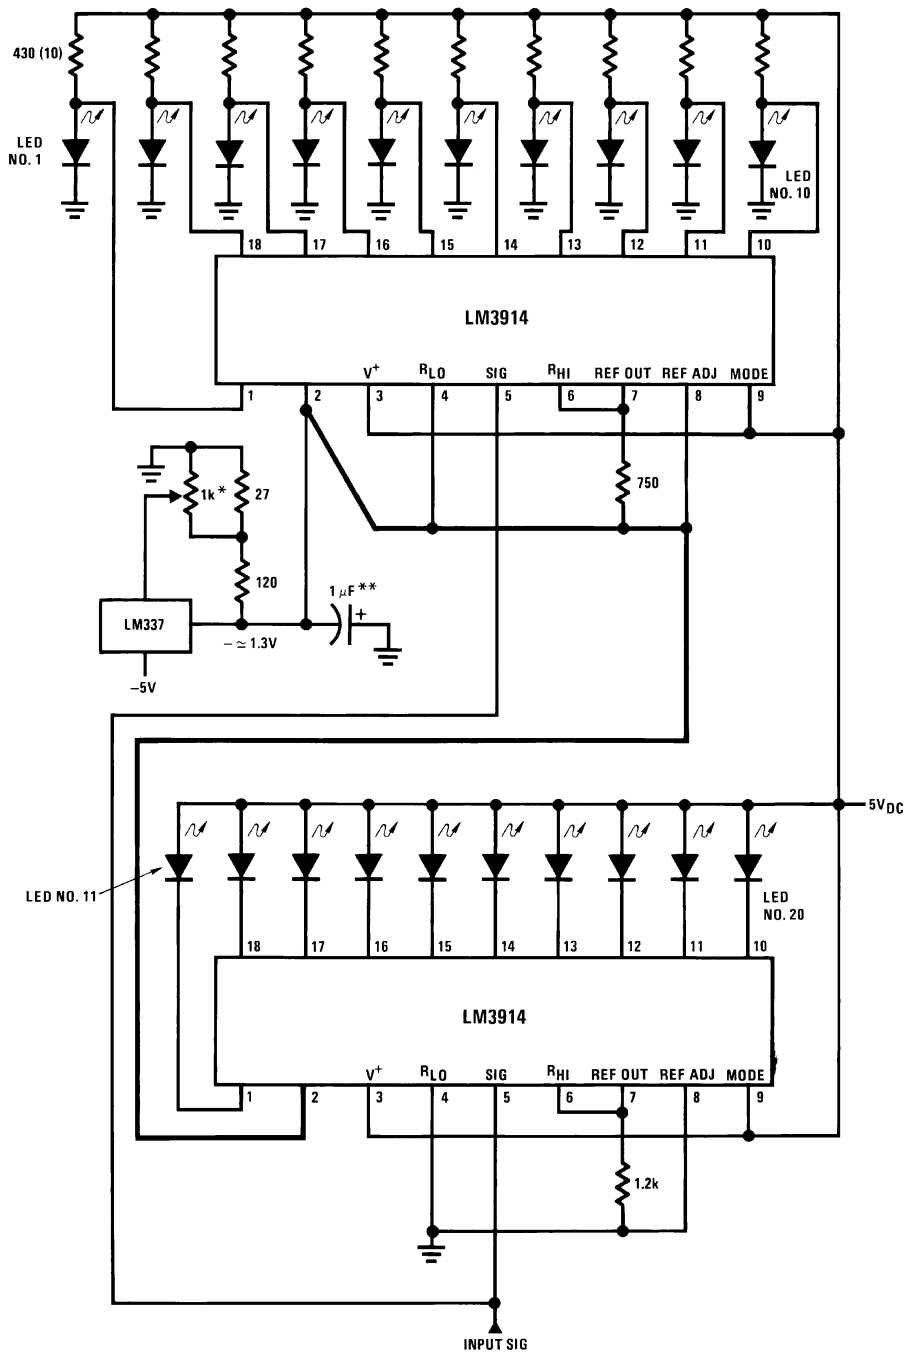 430 (10)
LED
NO. 1
LED
NO. 10
18 17 16 15 14 13 12 11 10
LM3914
V+ RLO SIG RHI REF OUT REF ADJ MODE
1 2 3 4 5 6 7 8 9
1k* 27
750
120
1 µF** +
LM337
– ≃ 1.3V
–5V
5VDC
LED NO. 11
LED
NO. 20
18 17 16 15 14 13 12 11 10
LM3914
V+ RLO SIG RHI REF OUT REF ADJ MODE
1 2 3 4 5 6 7 8 9
1.2k
INPUT SIG